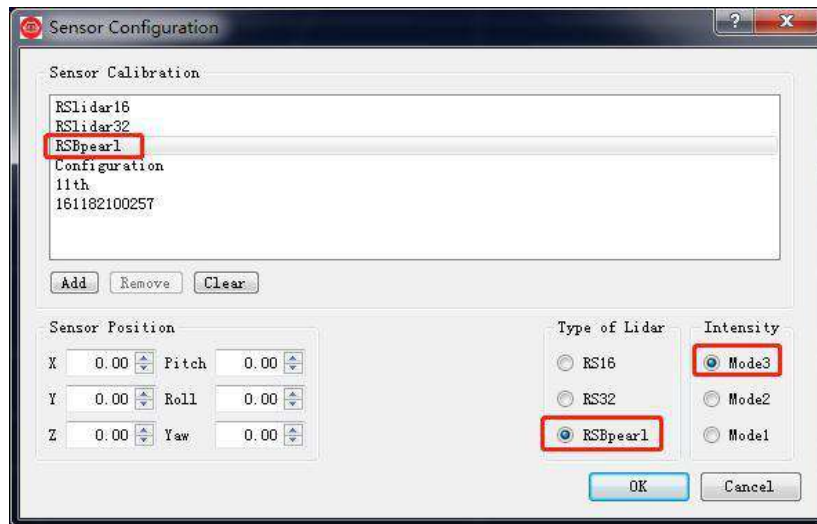 Sensor Configuration
? X
Sensor Calibration
RSlidar16
RSlidar32
RSBpearl
Configuration
11th
161182100257
Add Remove Clear
Sensor Position Type of Lidar Intensity
X 0.00 Pitch 0.00 RS16 Mode3
Y 0.00 Roll 0.00 RS32 Mode2
Z 0.00 Yaw 0.00 RSBpearl Mode1
OK Cancel